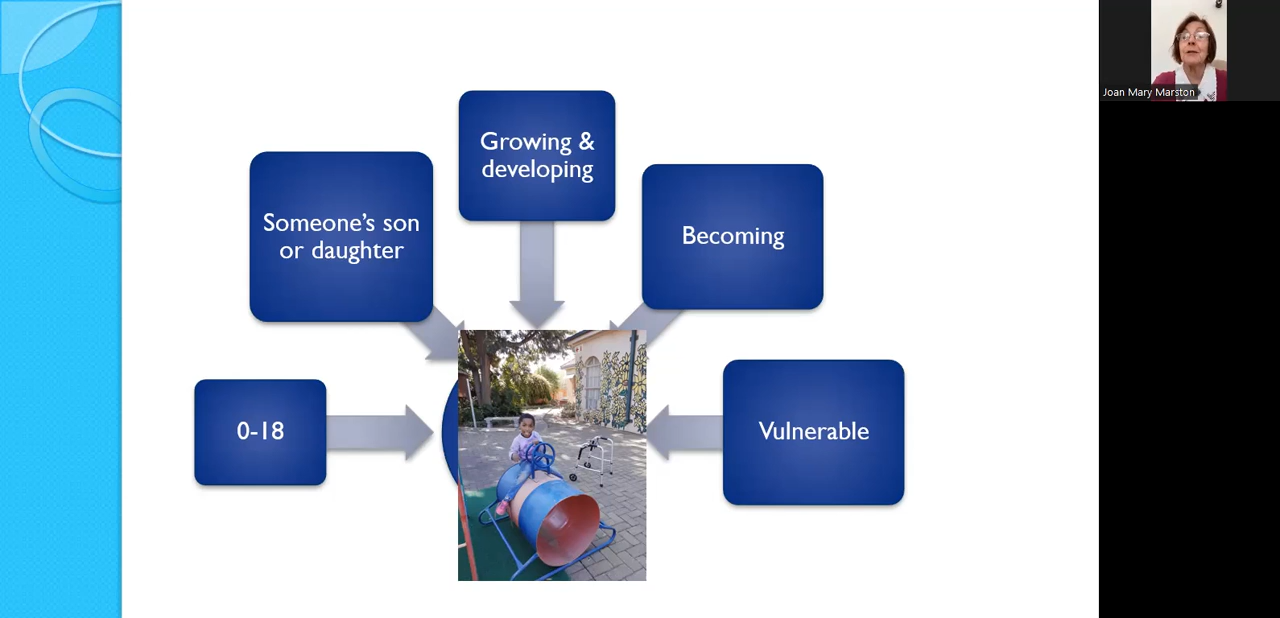 Growing &
developing
Someone's son
or daughter
Becoming
0-18
Vulnerable
Joan Mary Marston